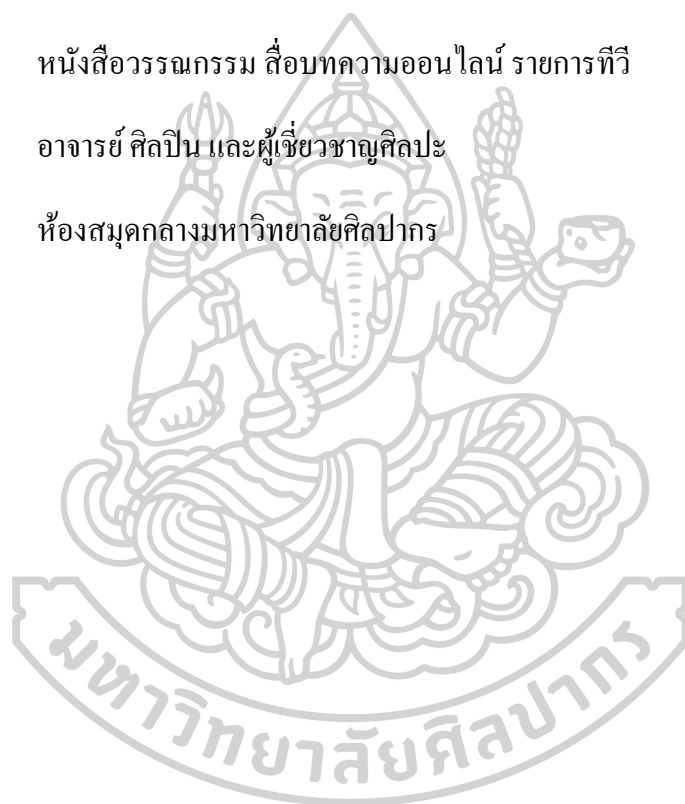 หนังสือวรรณกรรม สื่อบทความออนไลน์ รายการทีวี
อาจารย์ ศิลปิน และผู้เชี่ยวชาญศิลปะ
ห้องสมุดกลางมหาวิทยาลัยศิลปากร
มหาวิทยาลัยศิลปากร